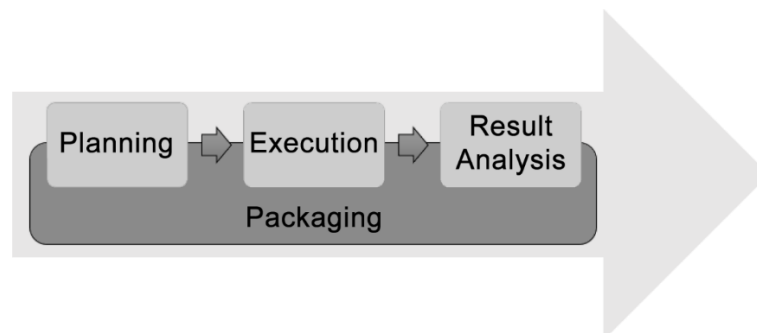 Planning
Execution
Result
Analysis
Packaging